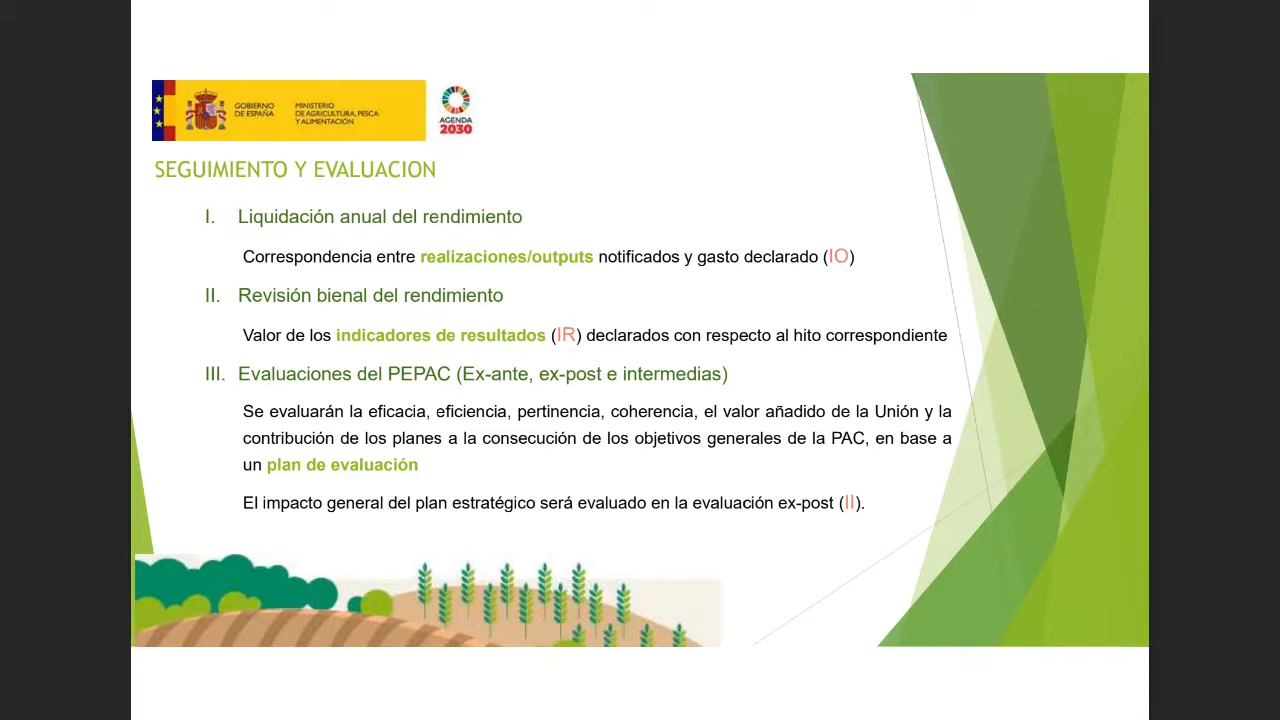 GOBIERNO
DE ESPAÑA
MINISTERIO
DE AGRICULTURA, PESCA
Y ALIMENTACIÓN
AGENDA
2030
SEGUIMIENTO Y EVALUACION
I. Liquidación anual del rendimiento
Correspondencia entre realizaciones/outputs notificados y gasto declarado (IO)
II. Revisión bienal del rendimiento
Valor de los indicadores de resultados (IR) declarados con respecto al hito correspondiente
III. Evaluaciones del PEPAC (Ex-ante, ex-post e intermedias)
Se evaluarán la eficacia, eficiencia, pertinencia, coherencia, el valor añadido de la Unión y la
contribución de los planes a la consecución de los objetivos generales de la PAC, en base a
un plan de evaluación
El impacto general del plan estratégico será evaluado en la evaluación ex-post (II).